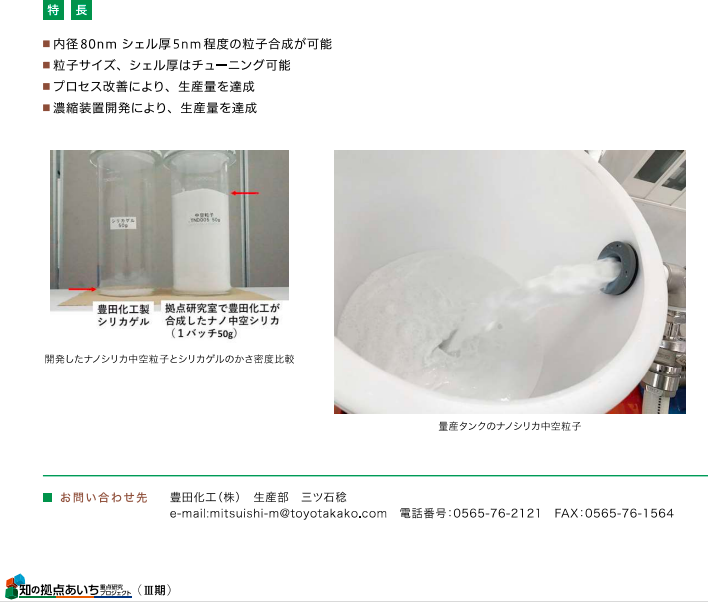 特 長
■内径80nm シェル厚5nm程度の粒子合成が可能
■粒子サイズ、シェル厚はチューニング可能
■プロセス改善により、生産量を達成
■濃縮装置開発により、生産量を達成
シリカゲル
50g
中空粒子
50g
豊田化工製
シリカゲル
拠点研究室で豊田化工が
合成したナノ中空シリカ
(1バッチ50g)
開発したナノシリカ中空粒子とシリカゲルのかさ密度比較
量産タンクのナノシリカ中空粒子
■ お問い合わせ先 豊田化工(株) 生産部 三ツ石稔
e-mail:mitsuishi-m@toyotakako.com 電話番号:0565-76-2121 FAX:0565-76-1564
知の拠点あいち 重点研究プロジェクト (Ⅲ期)